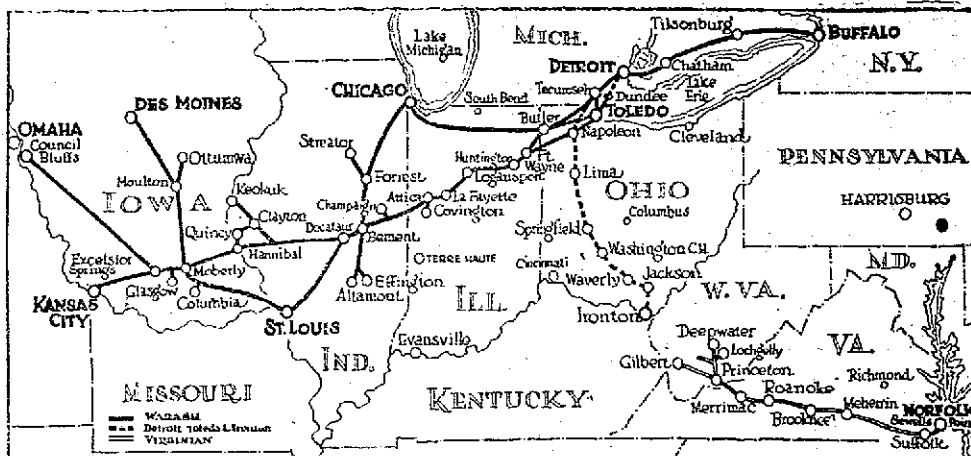 Lake
Michigan
MICH.
Tilsonburg
BUFFALO
DETROIT
Chatham
N.Y.
Lake
Erie
Tecumseh
Dundee
CHICAGO
South Bend
TOLEDO
Butler
Napoleon
Cleveland
DES MOINES
OMAHA
Council
Bluffs
Ottumwa
Streator
Ft.
Wayne
Huntington
Logansport
Lima
PENNSYLVANIA
Moulton
IOWA
Keokuk
Forrest
Attica
La Fayette
OHIO
HARRISBURG
Clayton
Champaign
Covington
Columbus
Quincy
Decatur
Bement
Springfield
Hannibal
TERRE HAUTE
Washington C.H.
Excelsior
Springs
Moberly
Cincinnati
Waverly
Jackson
MD.
Glasgow
Columbia
Effingham
Altamont
ILL
W. VA.
KANSAS
CITY
ST. LOUIS
Ironton
Deepwater
VA.
IND.
Evansville
Gilbert
Lochgelly
Princeton
Richmond
MISSOURI
KENTUCKY
Roanoke
Merrimac
Meherrin
NORFOLK
Brooknee
Sewells Point
Suffolk
WABASH
Detroit Toledo & Ironton
VIRGINIAN